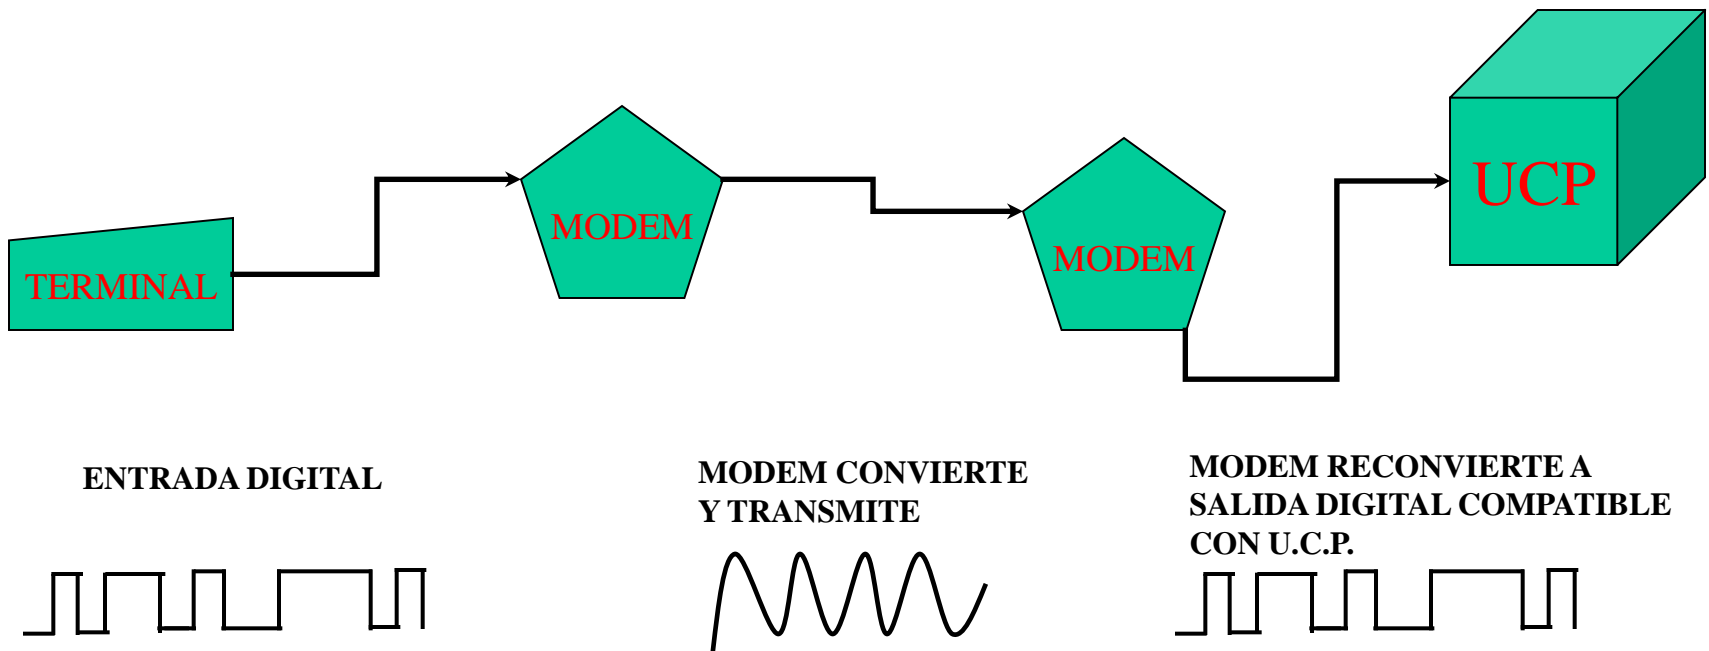 TERMINAL
MODEM
MODEM
UCP
ENTRADA DIGITAL
MODEM CONVIERTE
Y TRANSMITE
MODEM RECONVIERTE A
SALIDA DIGITAL COMPATIBLE
CON U.C.P.